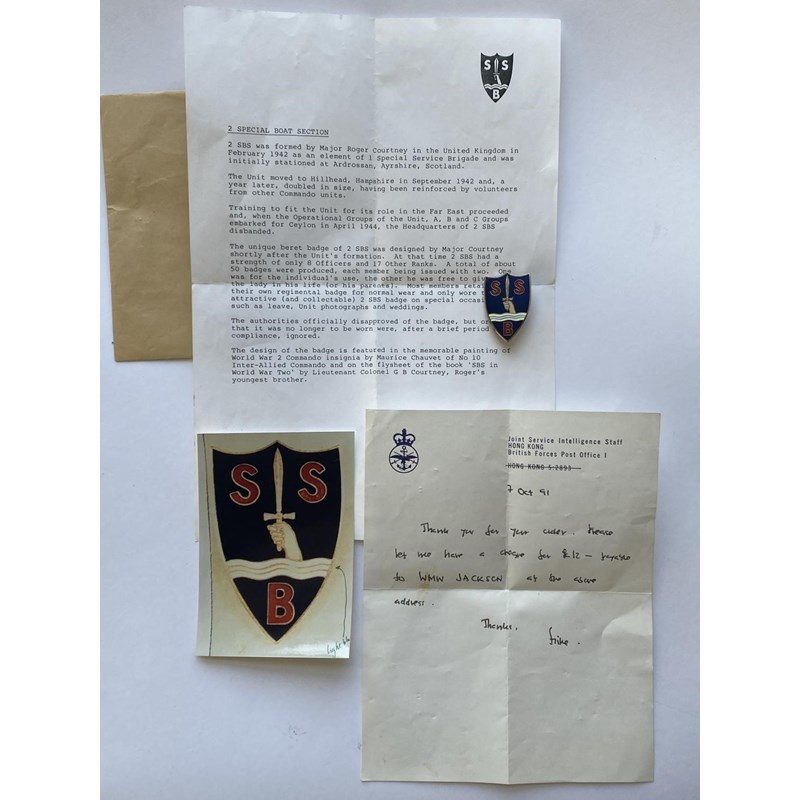 S S
B
2 SPECIAL BOAT SECTION
2 SBS was formed by Major Roger Courtney in the United Kingdom in
February 1942 as an element of 1 Special Service Brigade and was
initially stationed at Ardrossan, Ayrshire, Scotland.
The Unit moved to Hillhead, Hampshire in September 1942 and, a
year later, doubled in size, having been reinforced by volunteers
from other Commando units.
Training to fit the Unit for its role in the Far East proceeded
and, when the Operational Groups of the Unit, A, B and C Groups
embarked for Ceylon in April 1944, the Headquarters of 2 SBS
disbanded.
The unique beret badge of 2 SBS was designed by Major Courtney
shortly after the Unit's formation. At that time 2 SBS had a
strength of only 8 Officers and 17 Other Ranks. A total of about
50 badges were produced, each member being issued with two. One
was for the individual's use, the other he was free to give
the lady in his life (or his parents). Most members
their own regimental badge for normal wear and only wore
attractive (and collectable) 2 SBS badge on special
such as leave, Unit photographs and weddings.
The authorities officially disapproved of the badge, but
that it was no longer to be worn were, after a brief period
compliance, ignored.
The design of the badge is featured in the memorable painting of
World War 2 Commando insignia by Maurice Chauvet of No 10
Inter-Allied Commando and on the flysheet of the book 'SBS in
World War Two' by Lieutenant Colonel G B Courtney, Roger's
youngest brother.
S S
B
S S
B
Joint Service Intelligence Staff
HONG KONG
British Forces Post Office 1
HONG KONG 5:2893
7 Oct 91
Thank you for your order. Please
let me have a cheque for £12 - payable
to WMW JACKSON at the above
address.
Thanks,